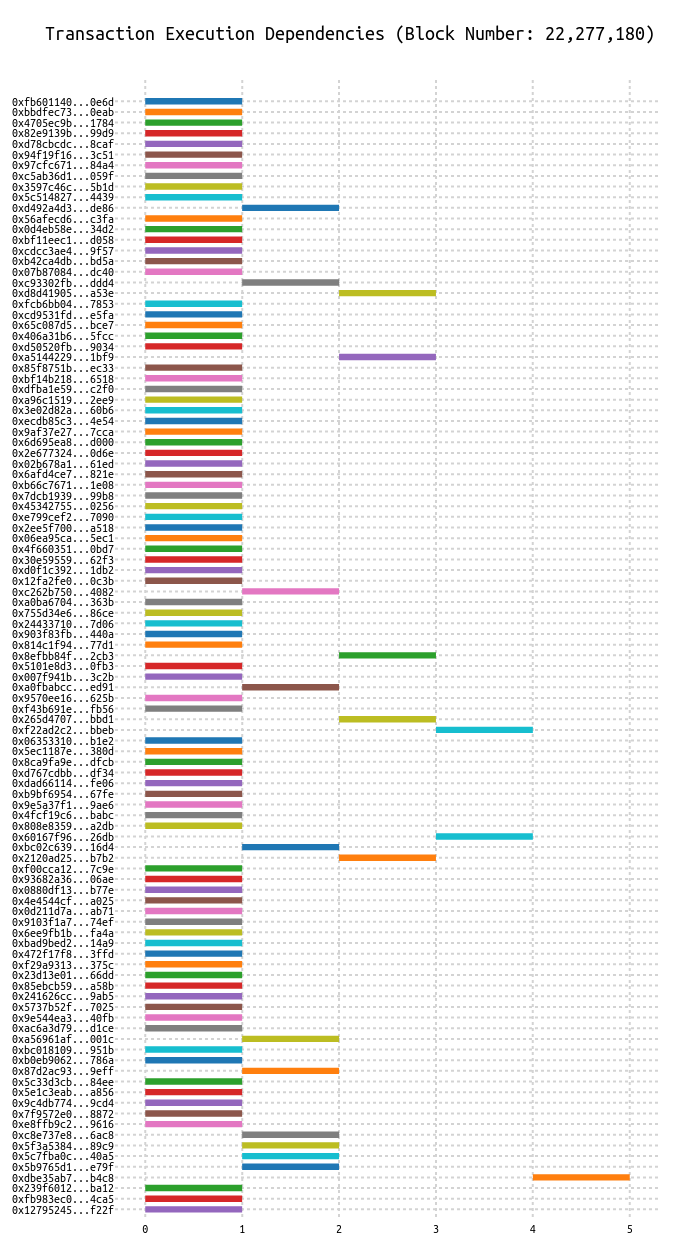 Transaction Execution Dependencies (Block Number: 22,277,180)
0xfb601140...0e6d
0xbbdfec73...0eab
0x4705ec9b...1784
0x82e9139b...99d9
0xd78cbcdc...8caf
0x94f19f16...3c51
0x97cfc671...84a4
0xc5ab36d1...059f
0x3597c46c...5b1d
0x5c514827...4439
0xd492a4d3...de86
0x56afecd6...c3fa
0x0d4eb58e...34d2
0xbf11eec1...d058
0xcdcc3ae4...9f57
0xb42ca4db...bd5a
0x07b87084...dc40
0xc93302fb...ddd4
0xd8d41905...a53e
0xfcb6bb04...7853
0xcd9531fd...e5fa
0x65c087d5...bce7
0x406a31b6...5fcc
0xd50520fb...9034
0xa5144229...1bf9
0x85f8751b...ec33
0xbf14b218...6518
0xdfba1e59...c2f0
0xa96c1519...2ee9
0x3e02d82a...60b6
0xecdb85c3...4e54
0x9af37e27...7cca
0x6d695ea8...d000
0x2e677324...0d6e
0x02b678a1...61ed
0x6afd4ce7...821e
0xb66c7671...1e08
0x7dcb1939...99b8
0x45342755...0256
0xe799cef2...7090
0x2ee5f700...a518
0x06ea95ca...5ec1
0x4f660351...0bd7
0x30e59559...62f3
0xd0f1c392...1db2
0x12fa2fe0...0c3b
0xc262b750...4082
0xa0ba6704...363b
0x755d34e6...86ce
0x24433710...7d06
0x903f83fb...440a
0x814c1f94...77d1
0x8efbb84f...2cb3
0x5101e8d3...0fb3
0x007f941b...3c2b
0xa0fbabcc...ed91
0x9570ee16...625b
0xf43b691e...fb56
0x265d4707...bbd1
0xf22ad2c2...bbeb
0x06353310...b1e2
0x5ec1187e...380d
0x8ca9fa9e...dfcb
0xd767cdbb...df34
0xdad66114...fe06
0xb9bf6954...67fe
0x9e5a37f1...9ae6
0x4fcf19c6...babc
0x808e8359...a2db
0x60167f96...26db
0xbc02c639...16d4
0x2120ad25...b7b2
0xf00cca12...7c9e
0x93682a36...06ae
0x0880df13...b77e
0x4e4544cf...a025
0x0d211d7a...ab71
0x9103f1a7...74ef
0x6ee9fb1b...fa4a
0xbad9bed2...14a9
0x472f17f8...3ffd
0xf29a9313...375c
0x23d13e01...66dd
0x85ebcb59...a58b
0x241626cc...9ab5
0x5737b52f...7025
0x9e544ea3...40fb
0xac6a3d79...d1ce
0xa56961af...001c
0xbc018109...951b
0xb0eb9062...786a
0x87d2ac93...9eff
0x5c33d3cb...84ee
0x5e1c3eab...a856
0x9c4db774...9cd4
0x7f9572e0...8872
0xe8ffb9c2...9616
0xc8e737e8...6ac8
0x5f3a5384...89c9
0x5c7fba0c...40a5
0x5b9765d1...e79f
0xdbe35ab7...b4c8
0x239f6012...ba12
0xfb983ec0...4ca5
0x12795245...f22f
0 1 2 3 4 5